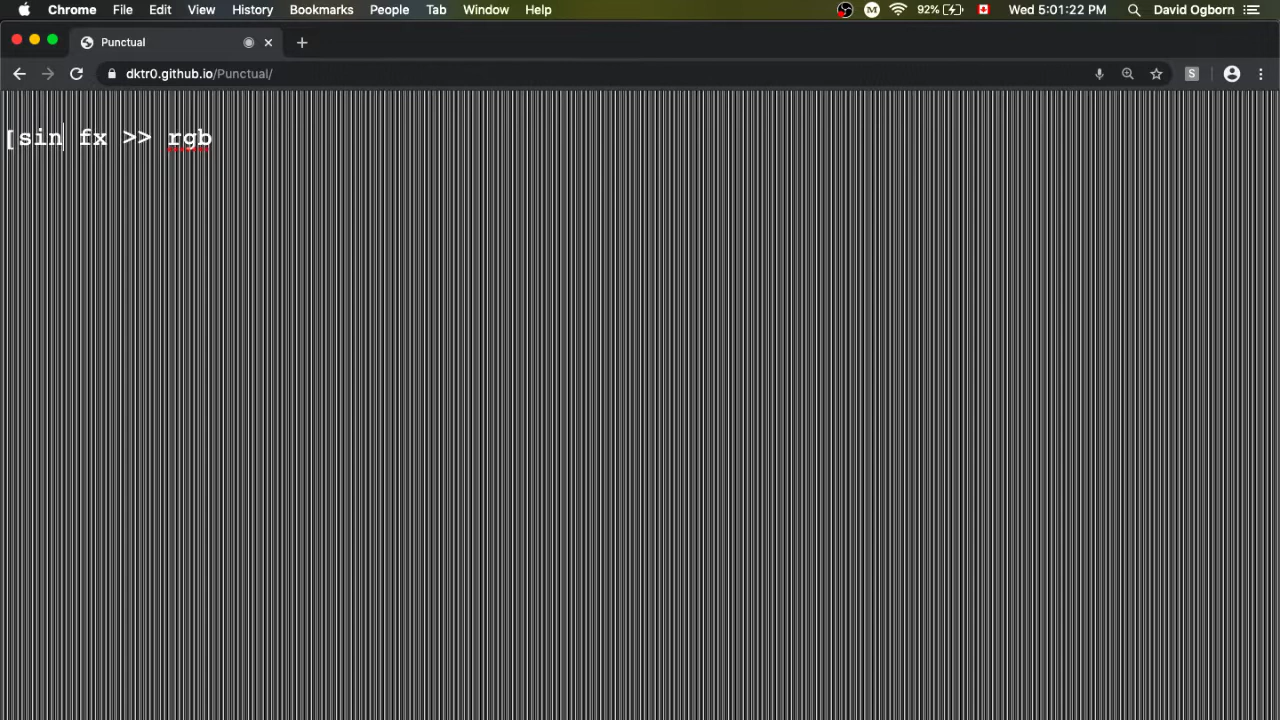 Chrome File Edit View History Bookmarks People Tab Window Help M 92% Wed 5:01:22 PM David Ogborn
Punctual
dktr0.github.io/Punctual/ S
[sin fx >> rgb